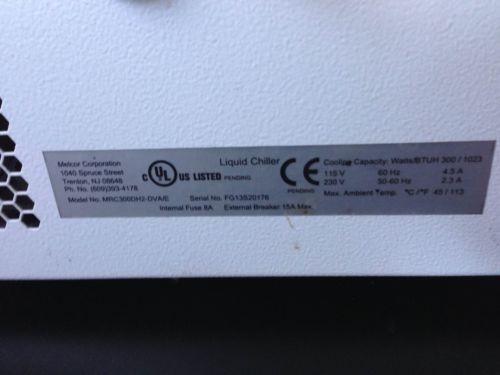 Melcor Corporation
1040 Spruce Street
Trenton, NJ 08648
Ph. No. (609)393-4178
C UL US LISTED PENDING
Liquid Chiller
CE PENDING
Cooling Capacity: Watts/BTUH 300 / 1023
115 V 60 Hz 4.5 A
230 V 50-60 Hz 2.3 A
Max. Ambient Temp. °C /°F 45 / 113
Model No. MRC300DH2-DVA/E Serial No. FG13520176
Internal Fuse 8A External Breaker 15A Max.